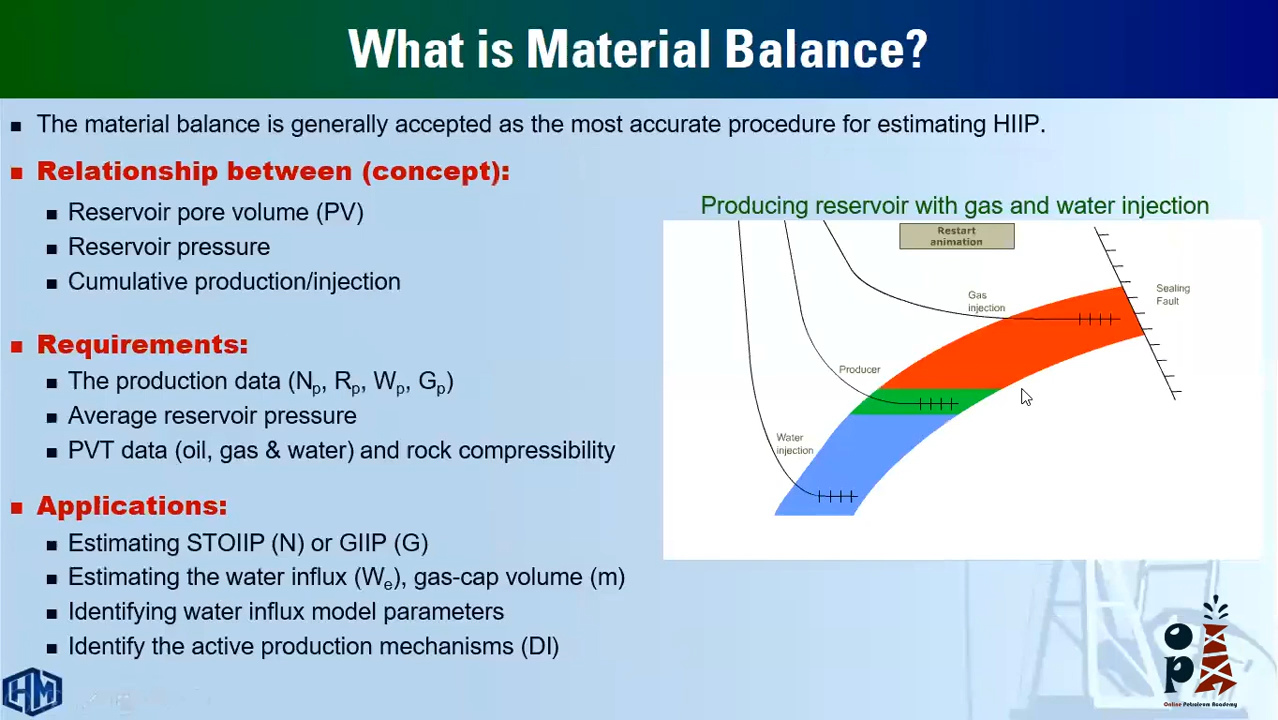 What is Material Balance?
The material balance is generally accepted as the most accurate procedure for estimating HIIP.
Relationship between (concept):
Reservoir pore volume (PV)
Reservoir pressure
Cumulative production/injection
Requirements:
The production data (Np, Rp, Wp, Gp)
Average reservoir pressure
PVT data (oil, gas & water) and rock compressibility
Applications:
Estimating STOIIP (N) or GIIP (G)
Estimating the water influx (We), gas-cap volume (m)
Identifying water influx model parameters
Identify the active production mechanisms (DI)
Producing reservoir with gas and water injection
Restart
animation
Gas
injection
Sealing
Fault
Producer
Water
injection
HM
OP
Online Petroleum Academy